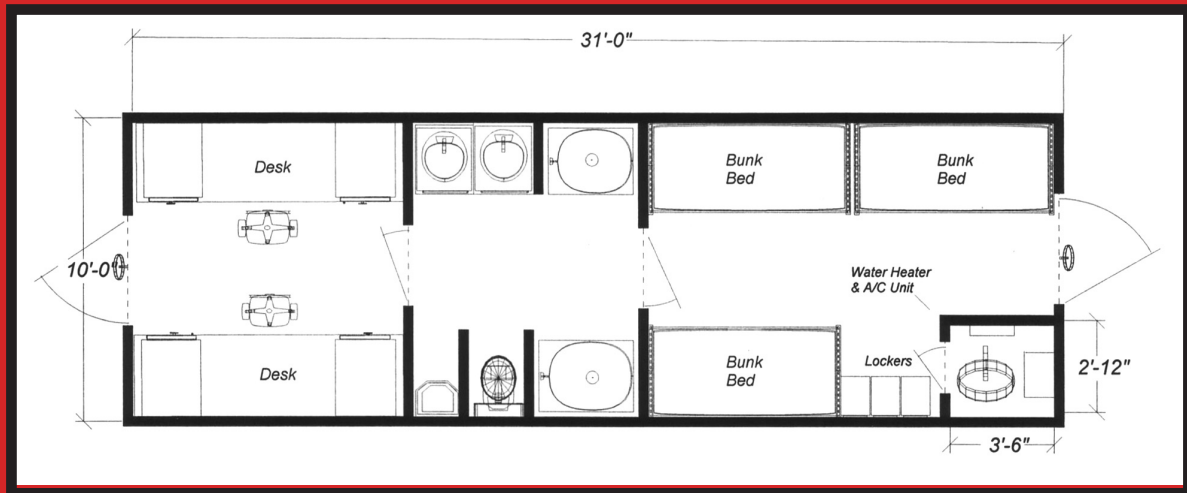 31'-0"
Desk
Bunk
Bed
Bunk
Bed
10'-0
Water Heater
& A/C Unit
Desk
Bunk
Bed
Lockers
2'-12"
3'-6"